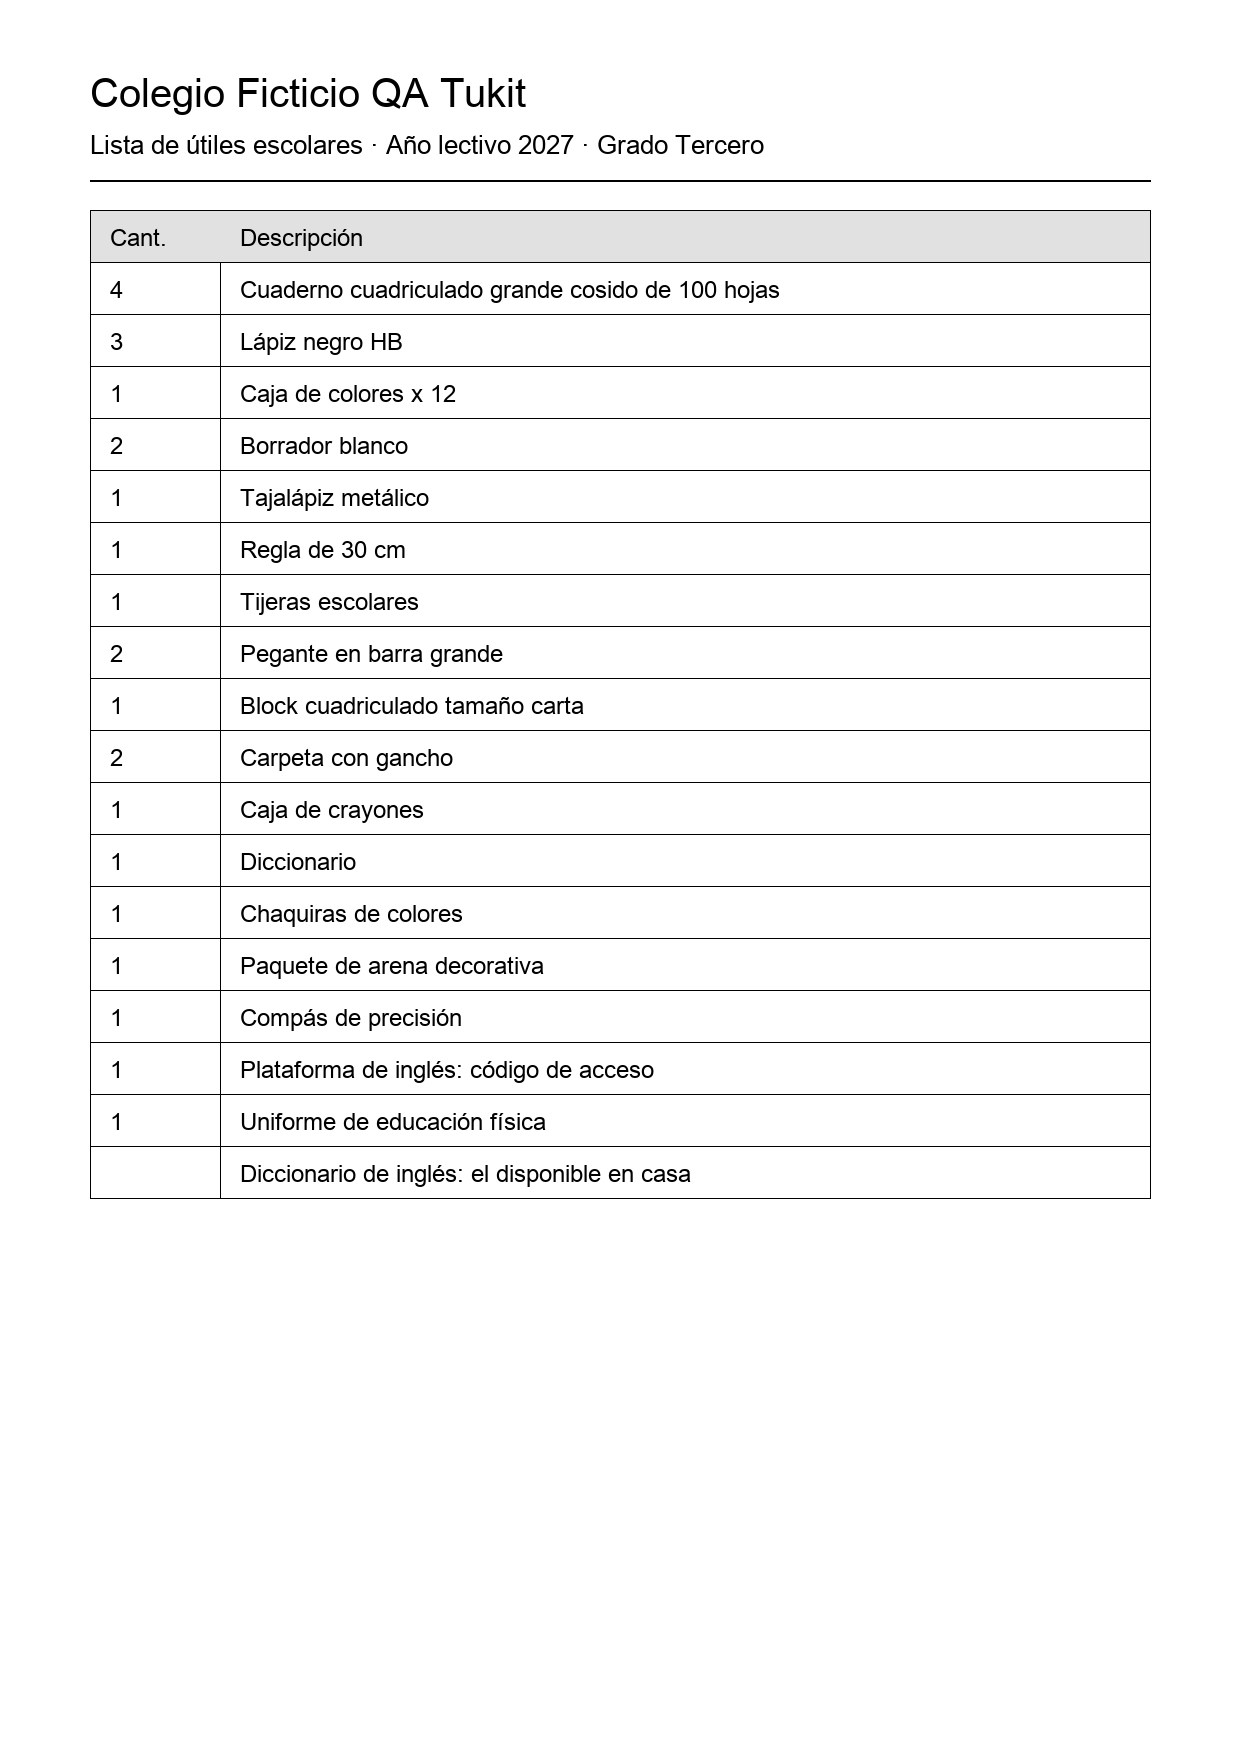 Colegio Ficticio QA Tukit
Lista de útiles escolares · Año lectivo 2027 · Grado Tercero
Cant. Descripción
4 Cuaderno cuadriculado grande cosido de 100 hojas
3 Lápiz negro HB
1 Caja de colores x 12
2 Borrador blanco
1 Tajalápiz metálico
1 Regla de 30 cm
1 Tijeras escolares
2 Pegante en barra grande
1 Block cuadriculado tamaño carta
2 Carpeta con gancho
1 Caja de crayones
1 Diccionario
1 Chaquiras de colores
1 Paquete de arena decorativa
1 Compás de precisión
1 Plataforma de inglés: código de acceso
1 Uniforme de educación física
Diccionario de inglés: el disponible en casa